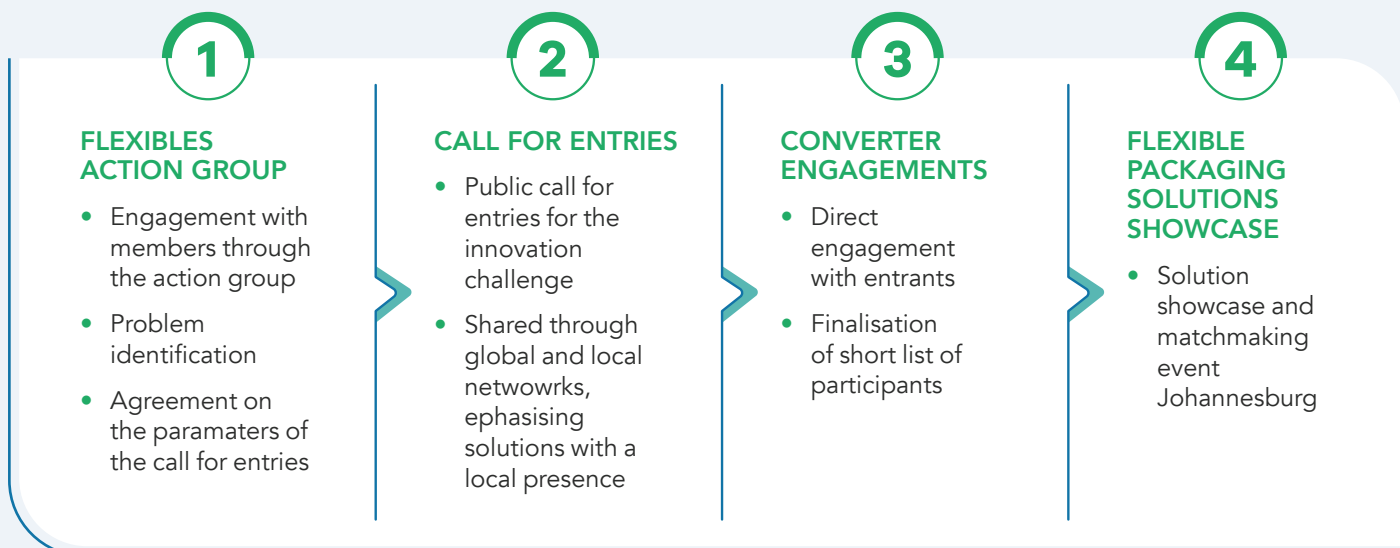 1
FLEXIBLES
ACTION GROUP
• Engagement with
members through
the action group
• Problem
identification
• Agreement on
the paramaters of
the call for entries
2
CALL FOR ENTRIES
• Public call for
entries for the
innovation
challenge
• Shared through
global and local
netwowrks,
ephasising
solutions with a
local presence
3
CONVERTER
ENGAGEMENTS
• Direct
engagement
with entrants
• Finalisation
of short list of
participants
4
FLEXIBLE
PACKAGING
SOLUTIONS
SHOWCASE
• Solution
showcase and
matchmaking
event
Johannesburg